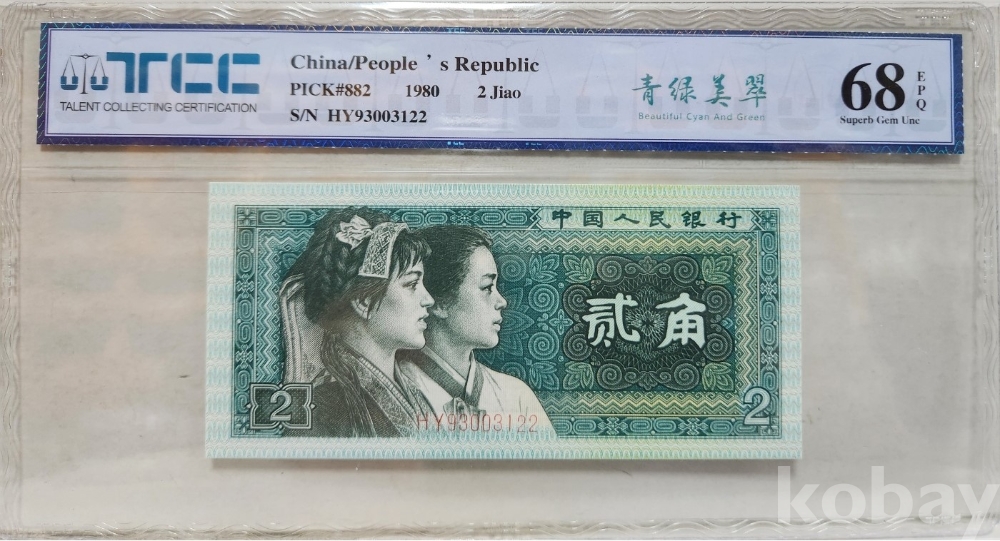 TCC
TALENT COLLECTING CERTIFICATION
China/People ’ s Republic
PICK#882 1980 2 Jiao
S/N HY93003122
青绿美翠
Beautiful Cyan And Green
68 EPQ
Superb Gem Unc
中国人民银行
贰角
2
HY93003122
2
kobay